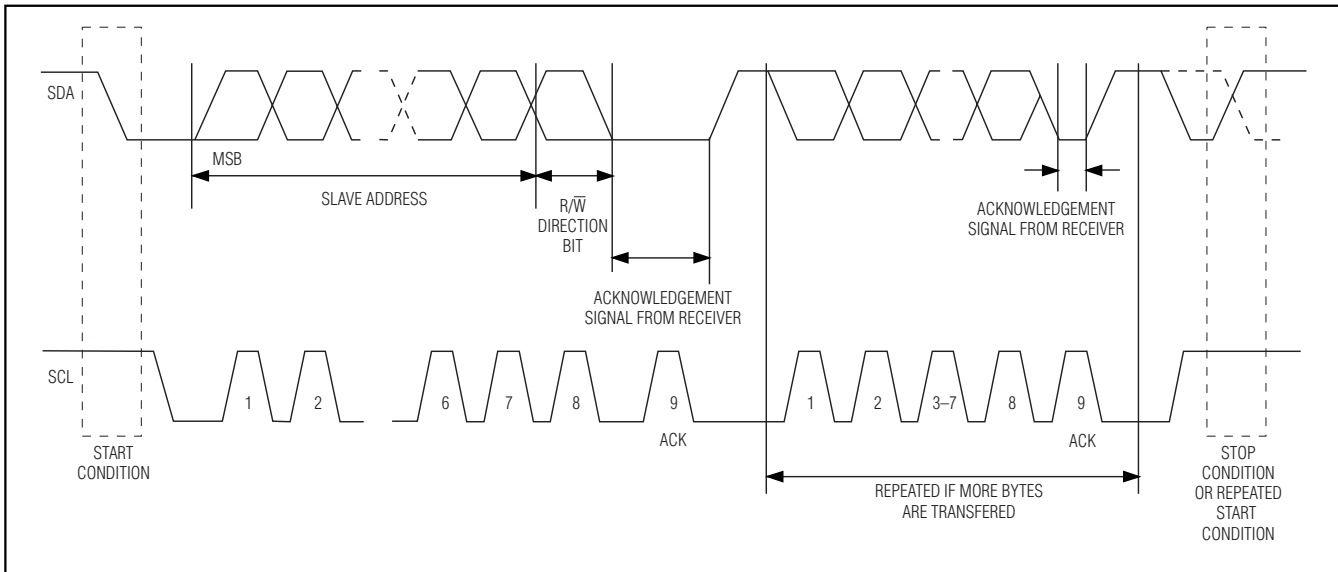 SDA
MSB
SLAVE ADDRESS
R/W̅
DIRECTION
BIT
ACKNOWLEDGEMENT
SIGNAL FROM RECEIVER
ACKNOWLEDGEMENT
SIGNAL FROM RECEIVER
SCL
1 2 6 7 8 9 1 2 3–7 8 9
ACK
ACK
START
CONDITION
REPEATED IF MORE BYTES
ARE TRANSFERED
STOP
CONDITION
OR REPEATED
START
CONDITION